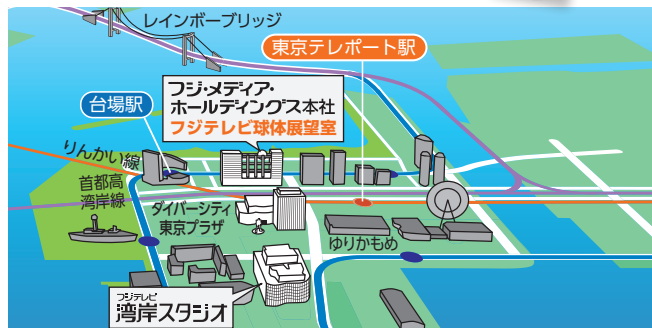 レインボーブリッジ
東京テレポート駅
台場駅
フジ・メディア・
ホールディングス本社
フジテレビ球体展望室
りんかい線
首都高
湾岸線
ダイバーシティ
東京プラザ
ゆりかもめ
フジテレビ
湾岸スタジオ